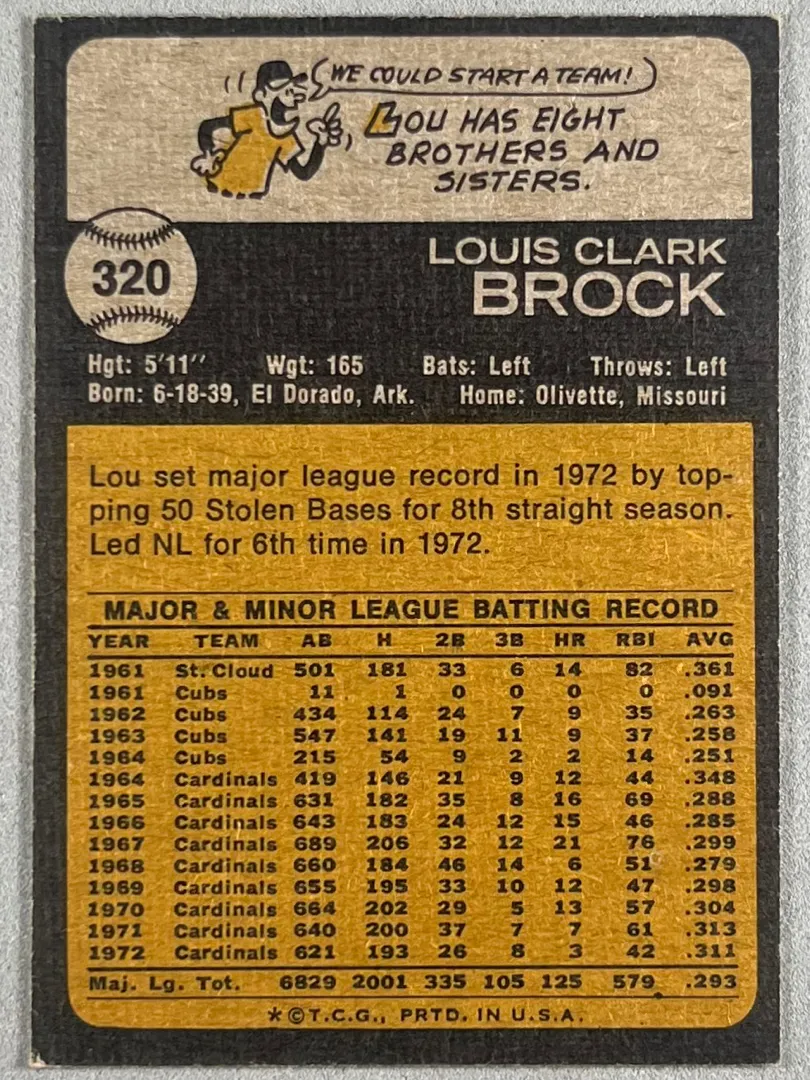 WE COULD START A TEAM!
LOU HAS EIGHT
BROTHERS AND
SISTERS.
320
LOUIS CLARK
BROCK
Hgt: 5'11" Wgt: 165 Bats: Left Throws: Left
Born: 6-18-39, El Dorado, Ark. Home: Olivette, Missouri
Lou set major league record in 1972 by top-
ping 50 Stolen Bases for 8th straight season.
Led NL for 6th time in 1972.
MAJOR & MINOR LEAGUE BATTING RECORD
YEAR TEAM AB H 2B 3B HR RBI AVG
1961 St. Cloud 501 181 33 6 14 82 .361
1961 Cubs 11 1 0 0 0 0 .091
1962 Cubs 434 114 24 7 9 35 .263
1963 Cubs 547 141 19 11 9 37 .258
1964 Cubs 215 54 9 2 2 14 .251
1964 Cardinals 419 146 21 9 12 44 .348
1965 Cardinals 631 182 35 8 16 69 .288
1966 Cardinals 643 183 24 12 15 46 .285
1967 Cardinals 689 206 32 12 21 76 .299
1968 Cardinals 660 184 46 14 6 51 .279
1969 Cardinals 655 195 33 10 12 47 .298
1970 Cardinals 664 202 29 5 13 57 .304
1971 Cardinals 640 200 37 7 7 61 .313
1972 Cardinals 621 193 26 8 3 42 .311
Maj. Lg. Tot. 6829 2001 335 105 125 579 .293
*©T.C.G., PRTD. IN U.S.A.